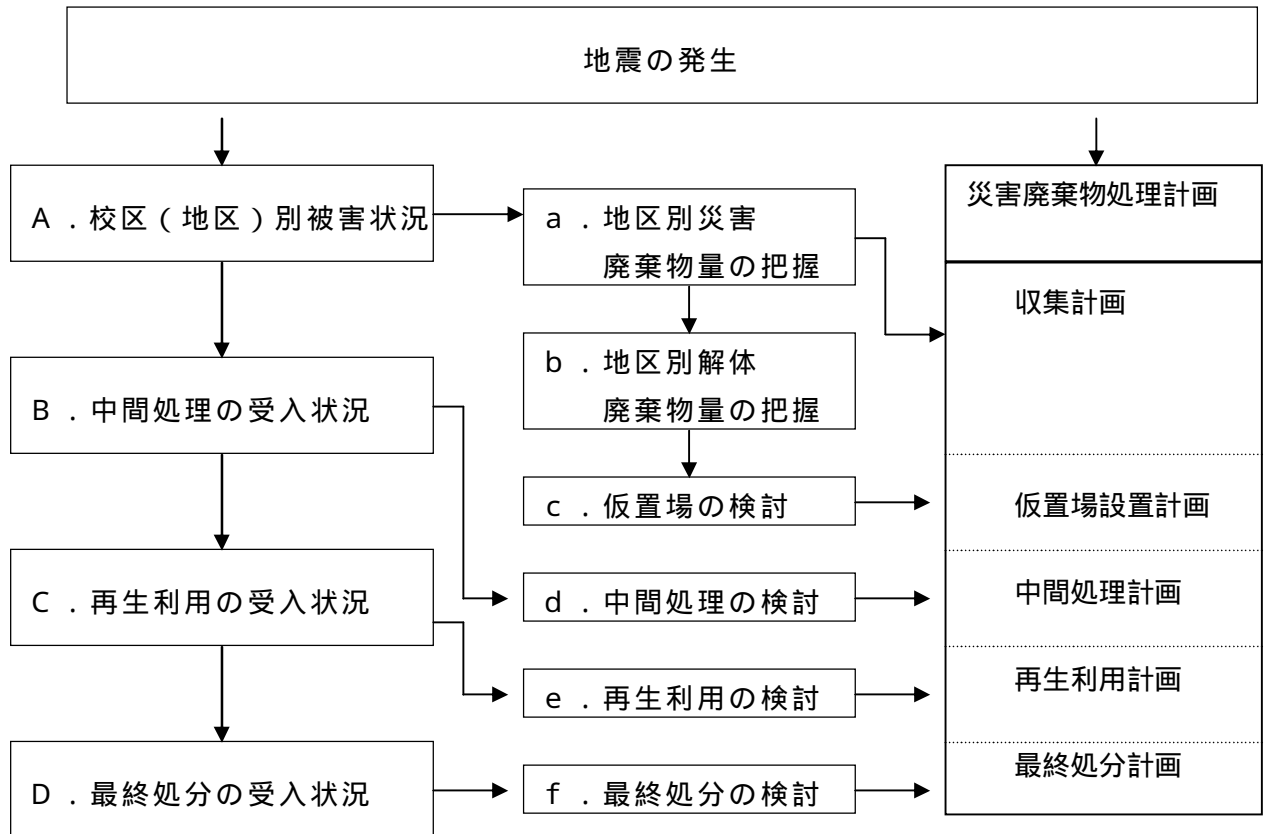 地震の発生
A．校区（地区）別被害状況
B．中間処理の受入状況
C．再生利用の受入状況
D．最終処分の受入状況
a．地区別災害
廃棄物量の把握
b．地区別解体
廃棄物量の把握
c．仮置場の検討
d．中間処理の検討
e．再生利用の検討
f．最終処分の検討
災害廃棄物処理計画
収集計画
仮置場設置計画
中間処理計画
再生利用計画
最終処分計画